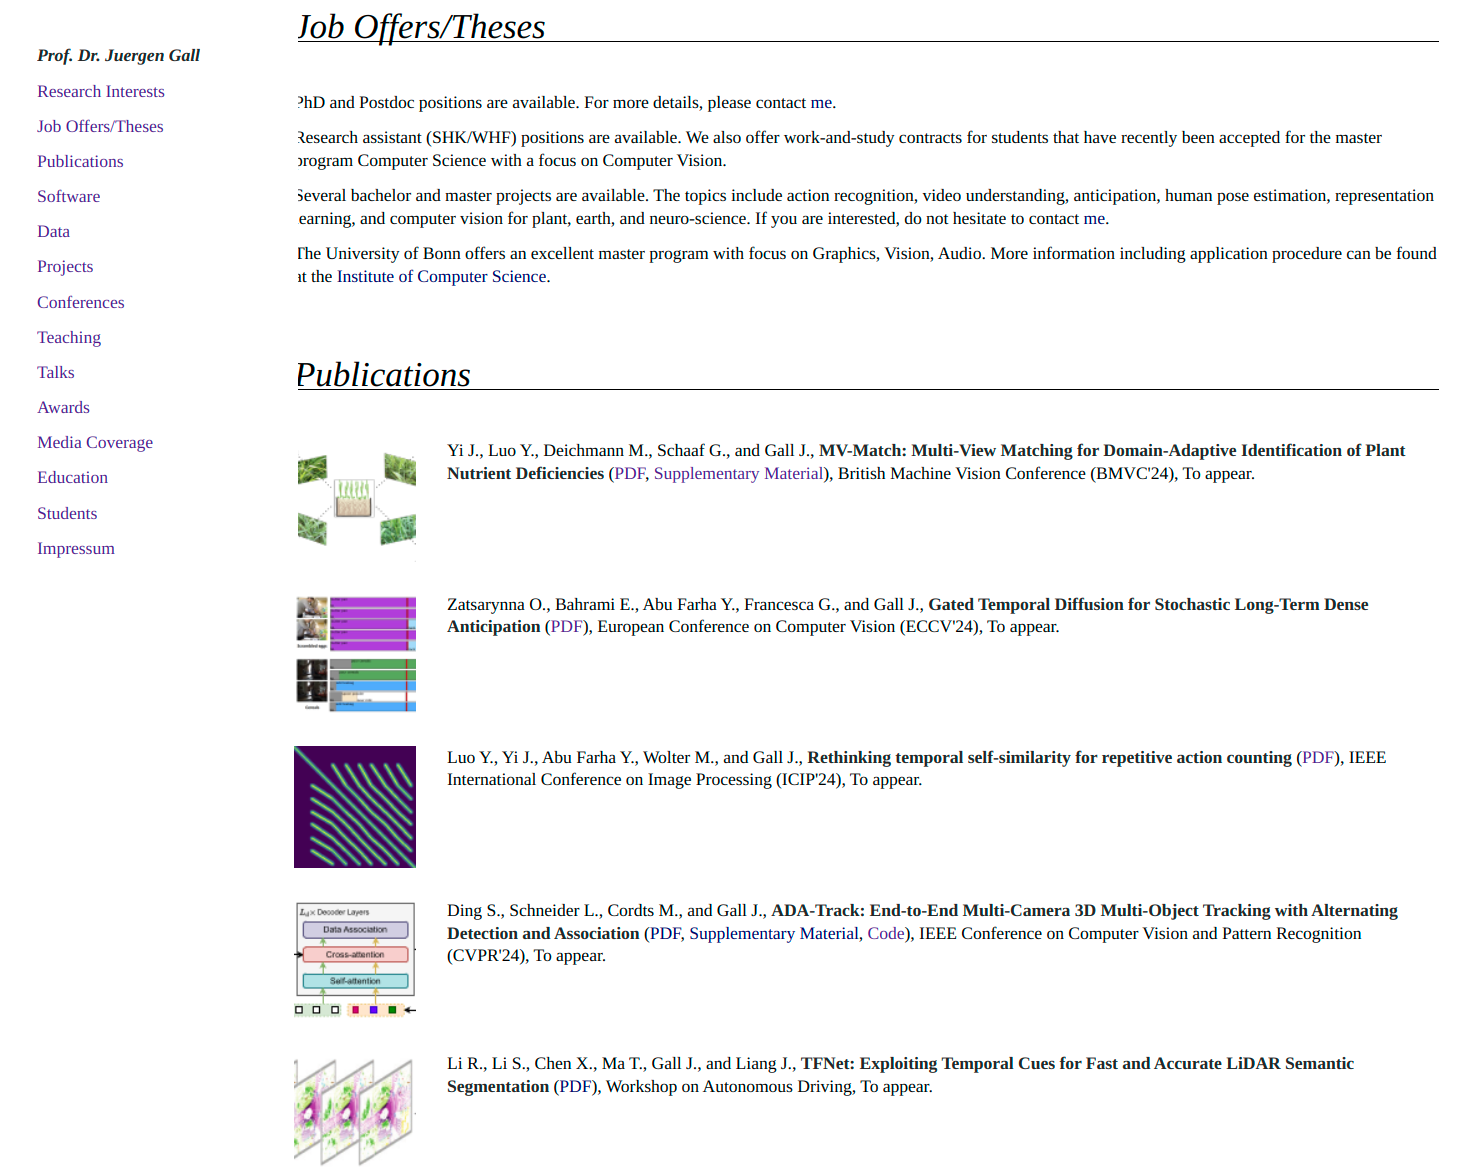 Prof. Dr. Juergen Gall
Research Interests
Job Offers/Theses
Publications
Software
Data
Projects
Conferences
Teaching
Talks
Awards
Media Coverage
Education
Students
Impressum
Job Offers/Theses
PhD and Postdoc positions are available. For more details, please contact me.
Research assistant (SHK/WHF) positions are available. We also offer work-and-study contracts for students that have recently been accepted for the master
program Computer Science with a focus on Computer Vision.
Several bachelor and master projects are available. The topics include action recognition, video understanding, anticipation, human pose estimation, representation
learning, and computer vision for plant, earth, and neuro-science. If you are interested, do not hesitate to contact me.
The University of Bonn offers an excellent master program with focus on Graphics, Vision, Audio. More information including application procedure can be found
at the Institute of Computer Science.
Publications
Yi J., Luo Y., Deichmann M., Schaaf G., and Gall J., MV-Match: Multi-View Matching for Domain-Adaptive Identification of Plant
Nutrient Deficiencies (PDF, Supplementary Material), British Machine Vision Conference (BMVC'24), To appear.
Zatsarynna O., Bahrami E., Abu Farha Y., Francesca G., and Gall J., Gated Temporal Diffusion for Stochastic Long-Term Dense
Anticipation (PDF), European Conference on Computer Vision (ECCV'24), To appear.
Luo Y., Yi J., Abu Farha Y., Wolter M., and Gall J., Rethinking temporal self-similarity for repetitive action counting (PDF), IEEE
International Conference on Image Processing (ICIP'24), To appear.
Decoder Layers
Data Association
Cross-attention
Self-attention
Ding S., Schneider L., Cordts M., and Gall J., ADA-Track: End-to-End Multi-Camera 3D Multi-Object Tracking with Alternating
Detection and Association (PDF, Supplementary Material, Code), IEEE Conference on Computer Vision and Pattern Recognition
(CVPR'24), To appear.
Li R., Li S., Chen X., Ma T., Gall J., and Liang J., TFNet: Exploiting Temporal Cues for Fast and Accurate LiDAR Semantic
Segmentation (PDF), Workshop on Autonomous Driving, To appear.